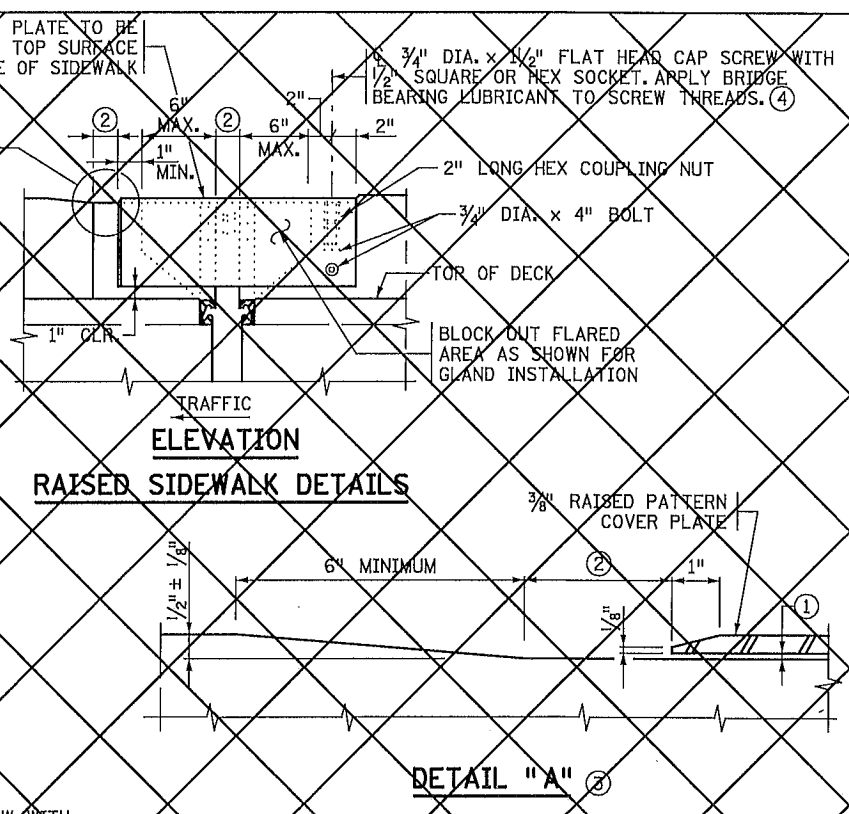 PLATE TO BE
TOP SURFACE
E OF SIDEWALK
℄ 3/4" DIA. x 1 1/2" FLAT HEAD CAP SCREW WITH
1/2" SQUARE OR HEX SOCKET. APPLY BRIDGE
BEARING LUBRICANT TO SCREW THREADS. ④
②
6"
MAX.
②
6"
MAX.
2"
2"
1"
MIN.
2" LONG HEX COUPLING NUT
3/4" DIA. x 4" BOLT
TOP OF DECK
1" CLR.
BLOCK OUT FLARED
AREA AS SHOWN FOR
GLAND INSTALLATION
TRAFFIC
ELEVATION
RAISED SIDEWALK DETAILS
3/8" RAISED PATTERN
COVER PLATE
1/2" ± 1/8"
6" MINIMUM
②
1"
1/8"
①
DETAIL "A" ③